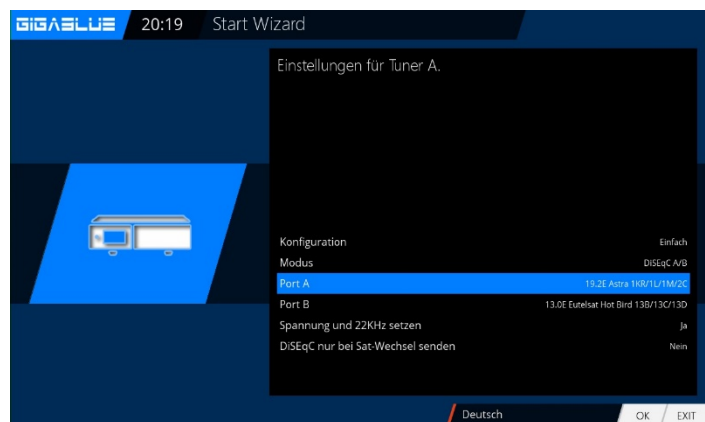 GIGABLUE 20:19 Start Wizard
Einstellungen für Tuner A.
Konfiguration Einfach
Modus DiSEqC A/B
Port A 19.2E Astra 1KR/1L/1M/2C
Port B 13.0E Eutelsat Hot Bird 13B/13C/13D
Spannung und 22KHz setzen Ja
DiSEqC nur bei Sat-Wechsel senden Nein
Deutsch OK EXIT